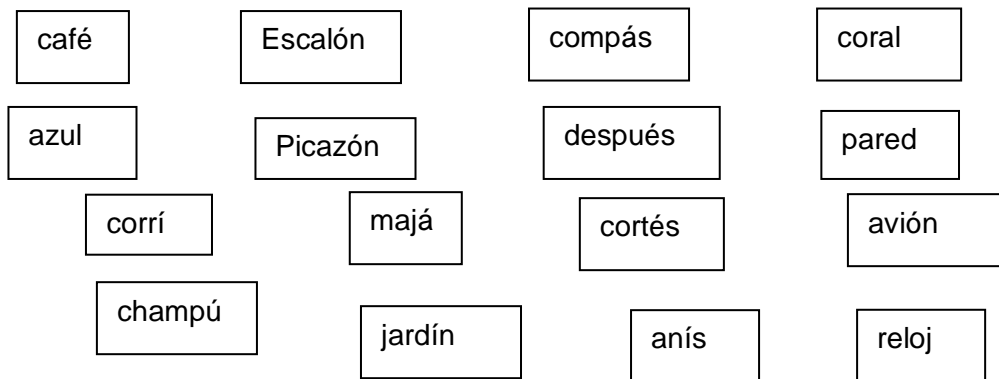 café
Escalón
compás
coral
azul
Picazón
después
pared
corrí
majá
cortés
avión
champú
jardín
anís
reloj